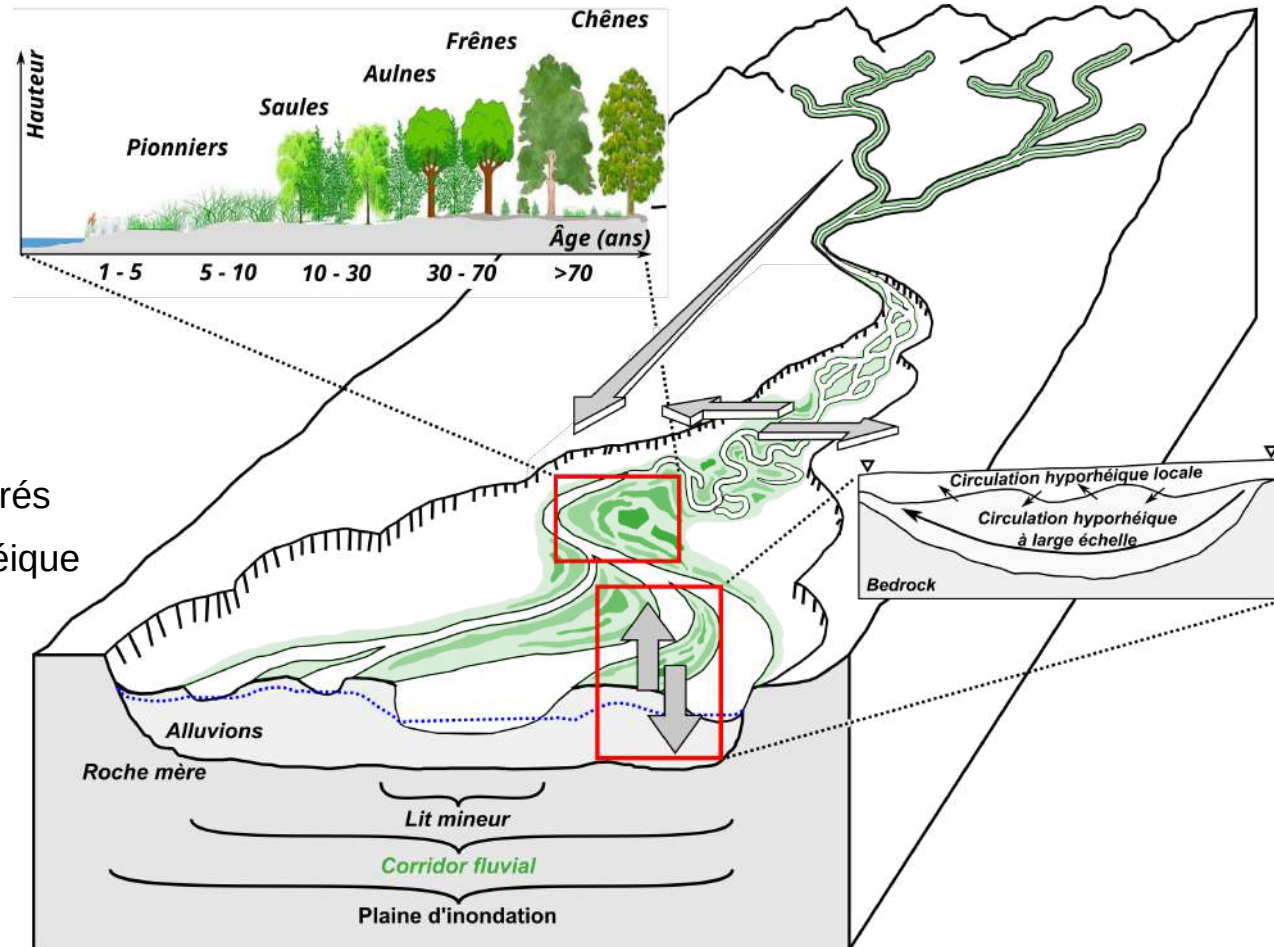 Hauteur
Pionniers
Saules
Aulnes
Frênes
Chênes
Âge (ans)
1 - 5
5 - 10
10 - 30
30 - 70
>70
rés
éique
Circulation hyporhéique locale
Circulation hyporhéique
à large échelle
Bedrock
Alluvions
Roche mère
Lit mineur
Corridor fluvial
Plaine d'inondation